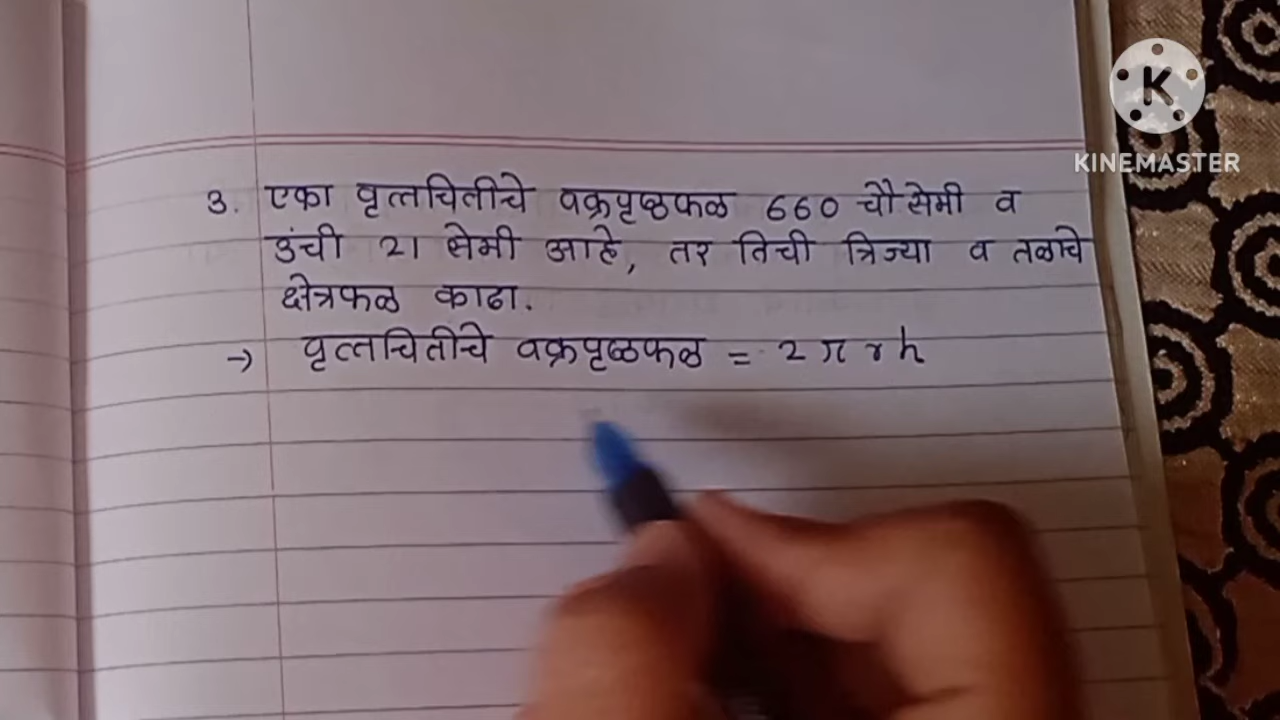 K
KINEMASTER
3. एका वृत्तचितीचे वक्रपृष्ठफळ 660 चौ सेमी व
उंची 21 सेमी आहे, तर तिची त्रिज्या व तळाचे
क्षेत्रफळ काढा.
→ वृत्तचितीचे वक्रपृष्ठफळ = 2 π r h